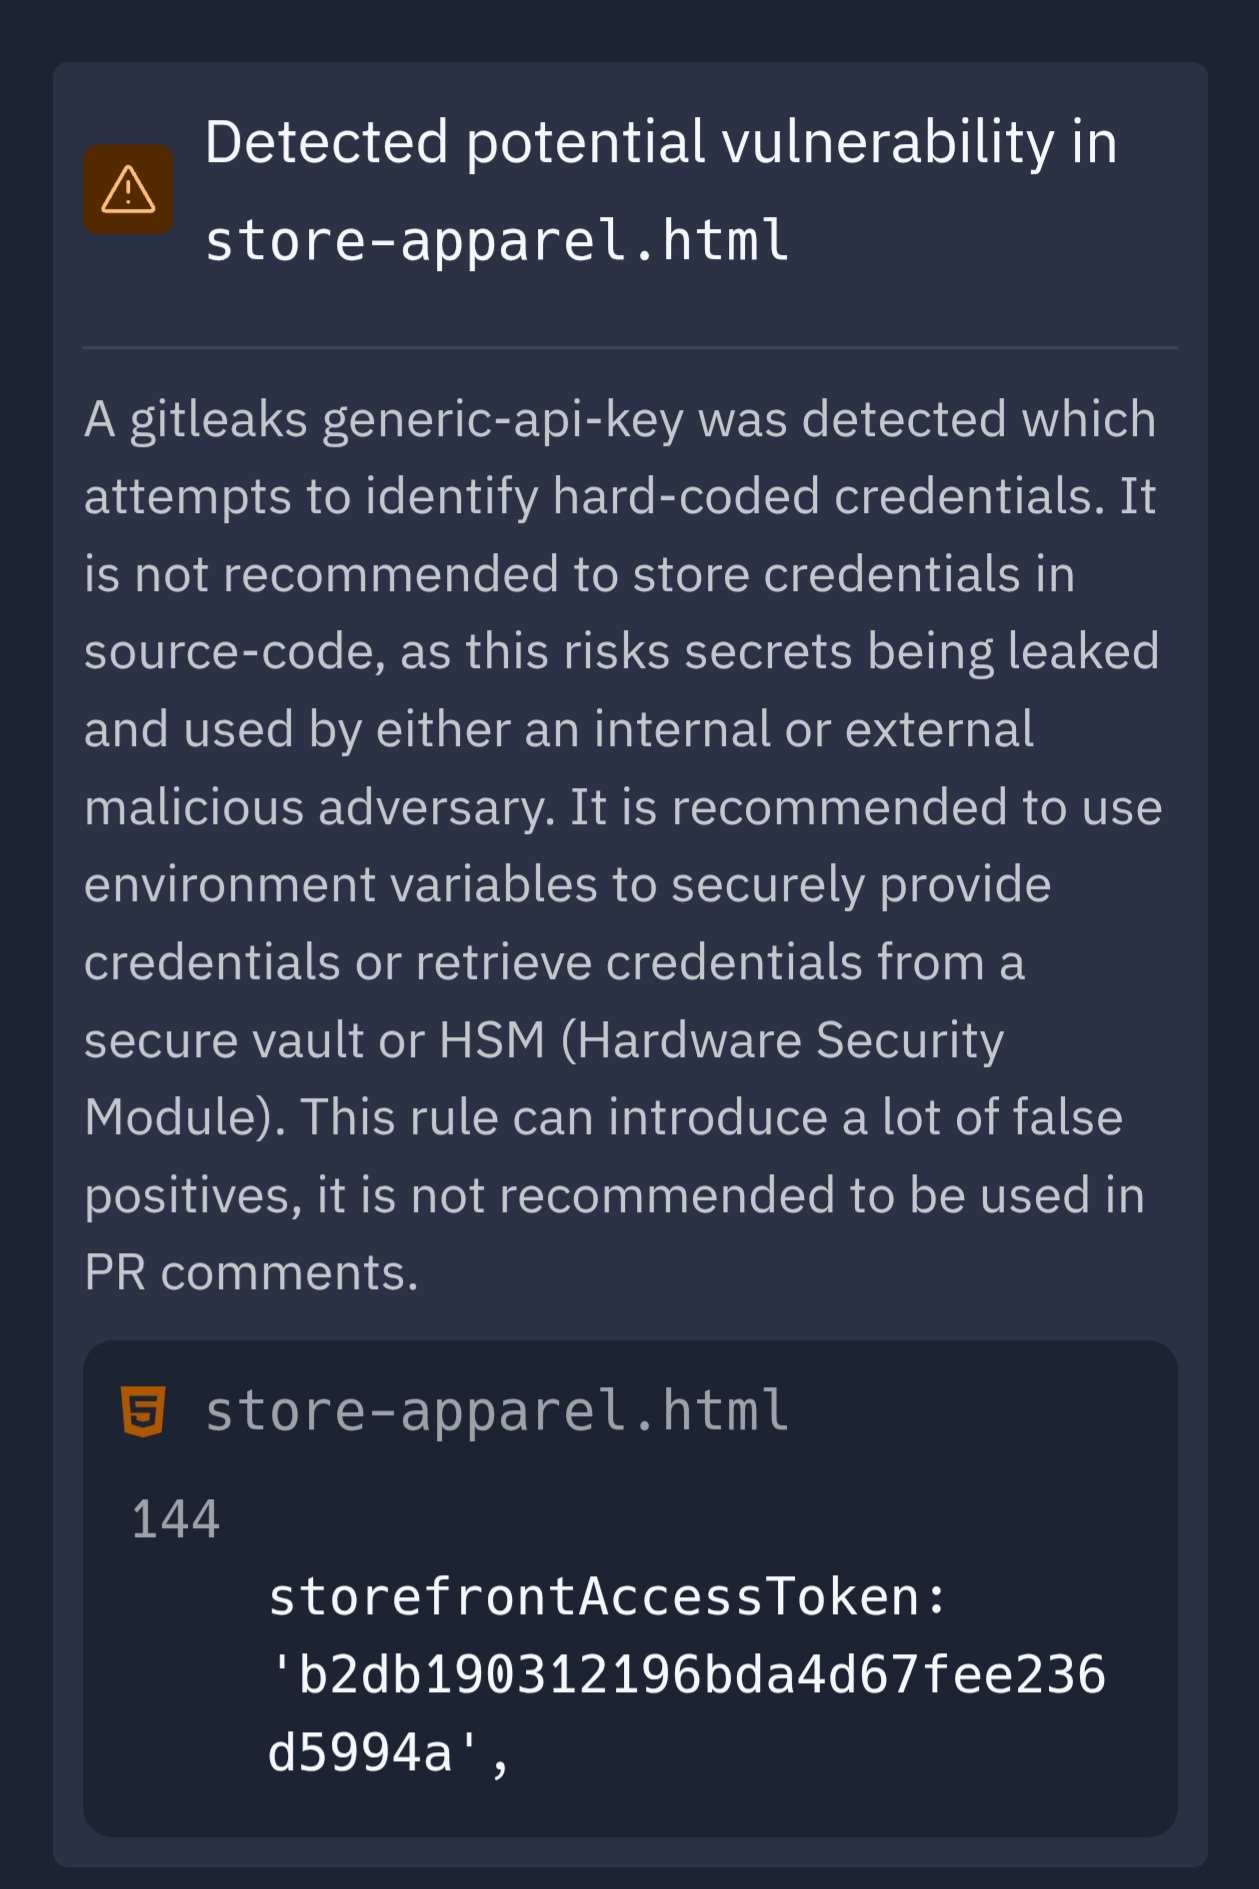 Detected potential vulnerability in
store-apparel.html
A gitleaks generic-api-key was detected which
attempts to identify hard-coded credentials. It
is not recommended to store credentials in
source-code, as this risks secrets being leaked
and used by either an internal or external
malicious adversary. It is recommended to use
environment variables to securely provide
credentials or retrieve credentials from a
secure vault or HSM (Hardware Security
Module). This rule can introduce a lot of false
positives, it is not recommended to be used in
PR comments.
store-apparel.html
144
storefrontAccessToken:
'b2db190312196bda4d67fee236
d5994a',